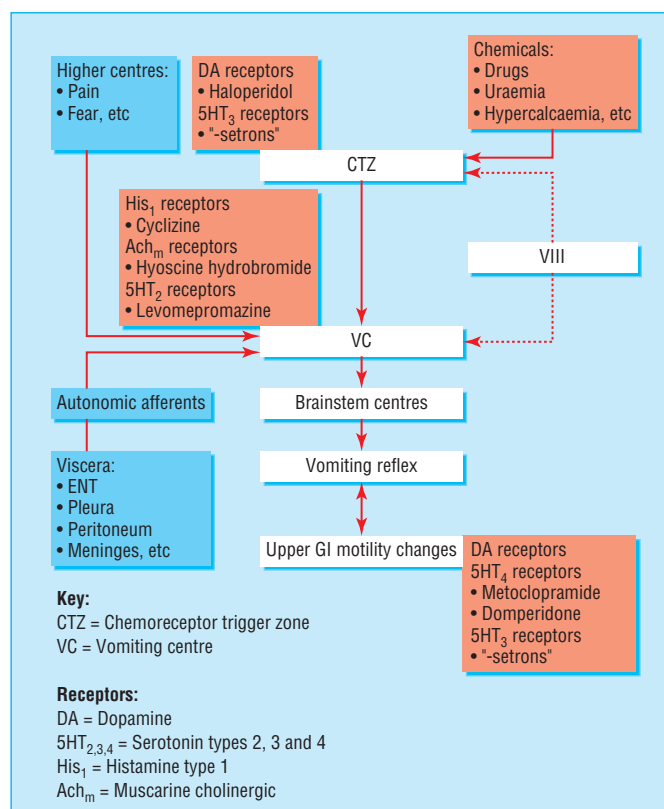 Higher centres:
• Pain
• Fear, etc
DA receptors
• Haloperidol
5HT₃ receptors
• "-setrons"
Chemicals:
• Drugs
• Uraemia
• Hypercalcaemia, etc
CTZ
His₁ receptors
• Cyclizine
Achₘ receptors
• Hyoscine hydrobromide
5HT₂ receptors
• Levomepromazine
VIII
VC
Autonomic afferents
Brainstem centres
Viscera:
• ENT
• Pleura
• Peritoneum
• Meninges, etc
Vomiting reflex
Upper GI motility changes
DA receptors
5HT₄ receptors
• Metoclopramide
• Domperidone
5HT₃ receptors
• "-setrons"
Key:
CTZ = Chemoreceptor trigger zone
VC = Vomiting centre
Receptors:
DA = Dopamine
5HT₂,₃,₄ = Serotonin types 2, 3 and 4
His₁ = Histamine type 1
Achₘ = Muscarine cholinergic